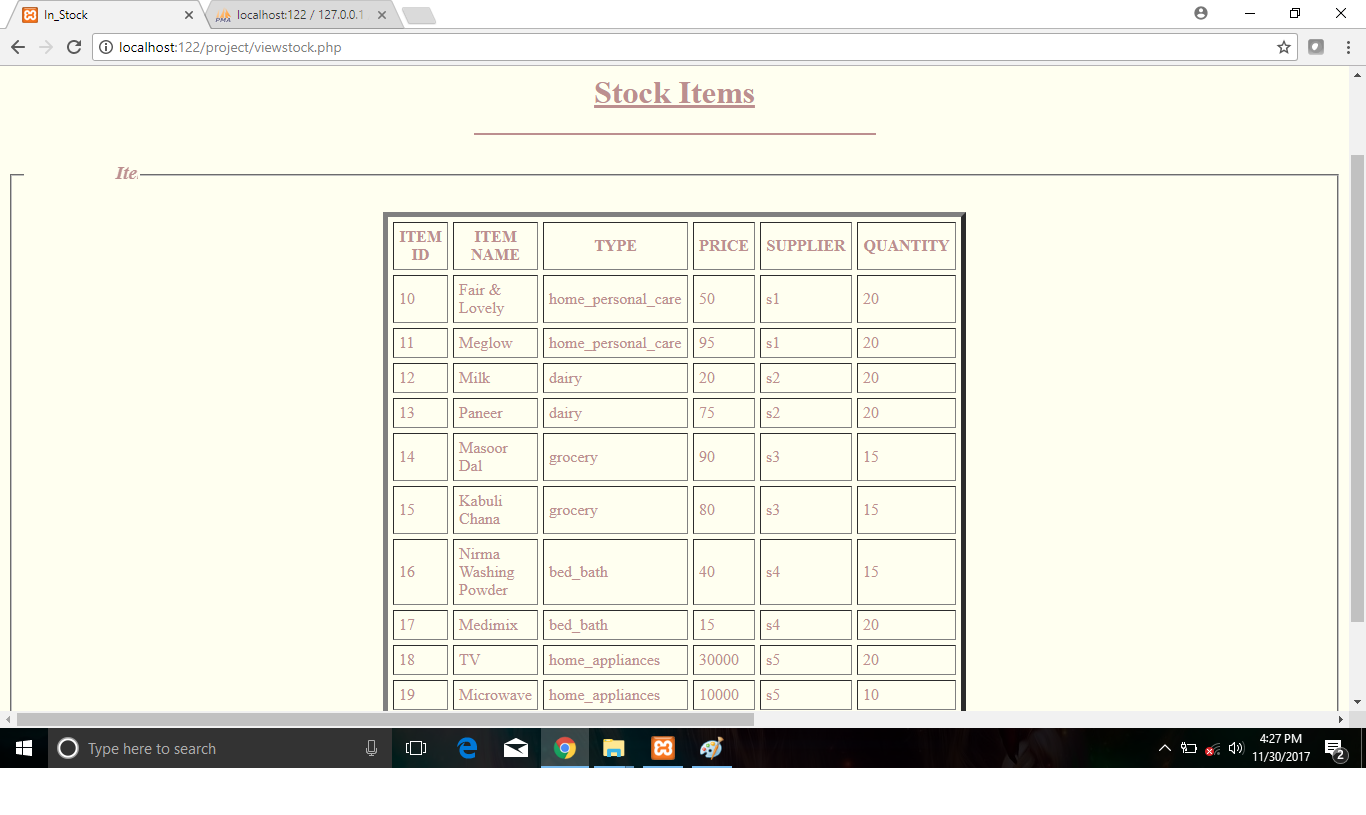 In_Stock
localhost:122 / 127.0.0.1
localhost:122/project/viewstock.php
Stock Items
Ite
ITEM ID ITEM NAME TYPE PRICE SUPPLIER QUANTITY
10 Fair & Lovely home_personal_care 50 s1 20
11 Meglow home_personal_care 95 s1 20
12 Milk dairy 20 s2 20
13 Paneer dairy 75 s2 20
14 Masoor Dal grocery 90 s3 15
15 Kabuli Chana grocery 80 s3 15
16 Nirma Washing Powder bed_bath 40 s4 15
17 Medimix bed_bath 15 s4 20
18 TV home_appliances 30000 s5 20
19 Microwave home_appliances 10000 s5 10
Type here to search
4:27 PM
11/30/2017
2